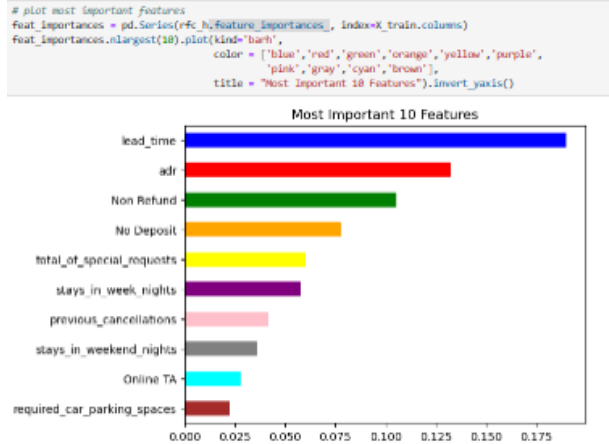 # plot most important features
feat_importances = pd.Series(rfc_h.feature_importances_, index=X_train.columns)
feat_importances.nlargest(10).plot(kind='barh',
color = ['blue','red','green','orange','yellow','purple',
'pink','gray','cyan','brown'],
title = "Most Important 10 Features").invert_yaxis()
Most Important 10 Features
lead_time
adr
Non Refund
No Deposit
total_of_special_requests
stays_in_week_nights
previous_cancellations
stays_in_weekend_nights
Online TA
required_car_parking_spaces
0.000 0.025 0.050 0.075 0.100 0.125 0.150 0.175